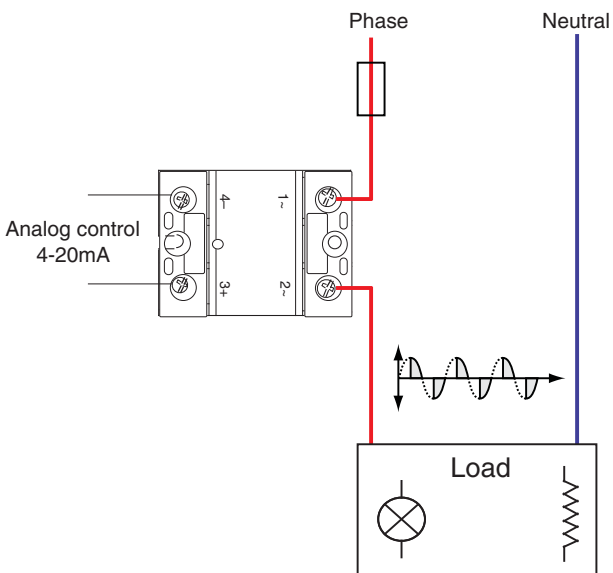 Phase
Neutral
4-
1~
Analog control
4-20mA
3+
2~
Load